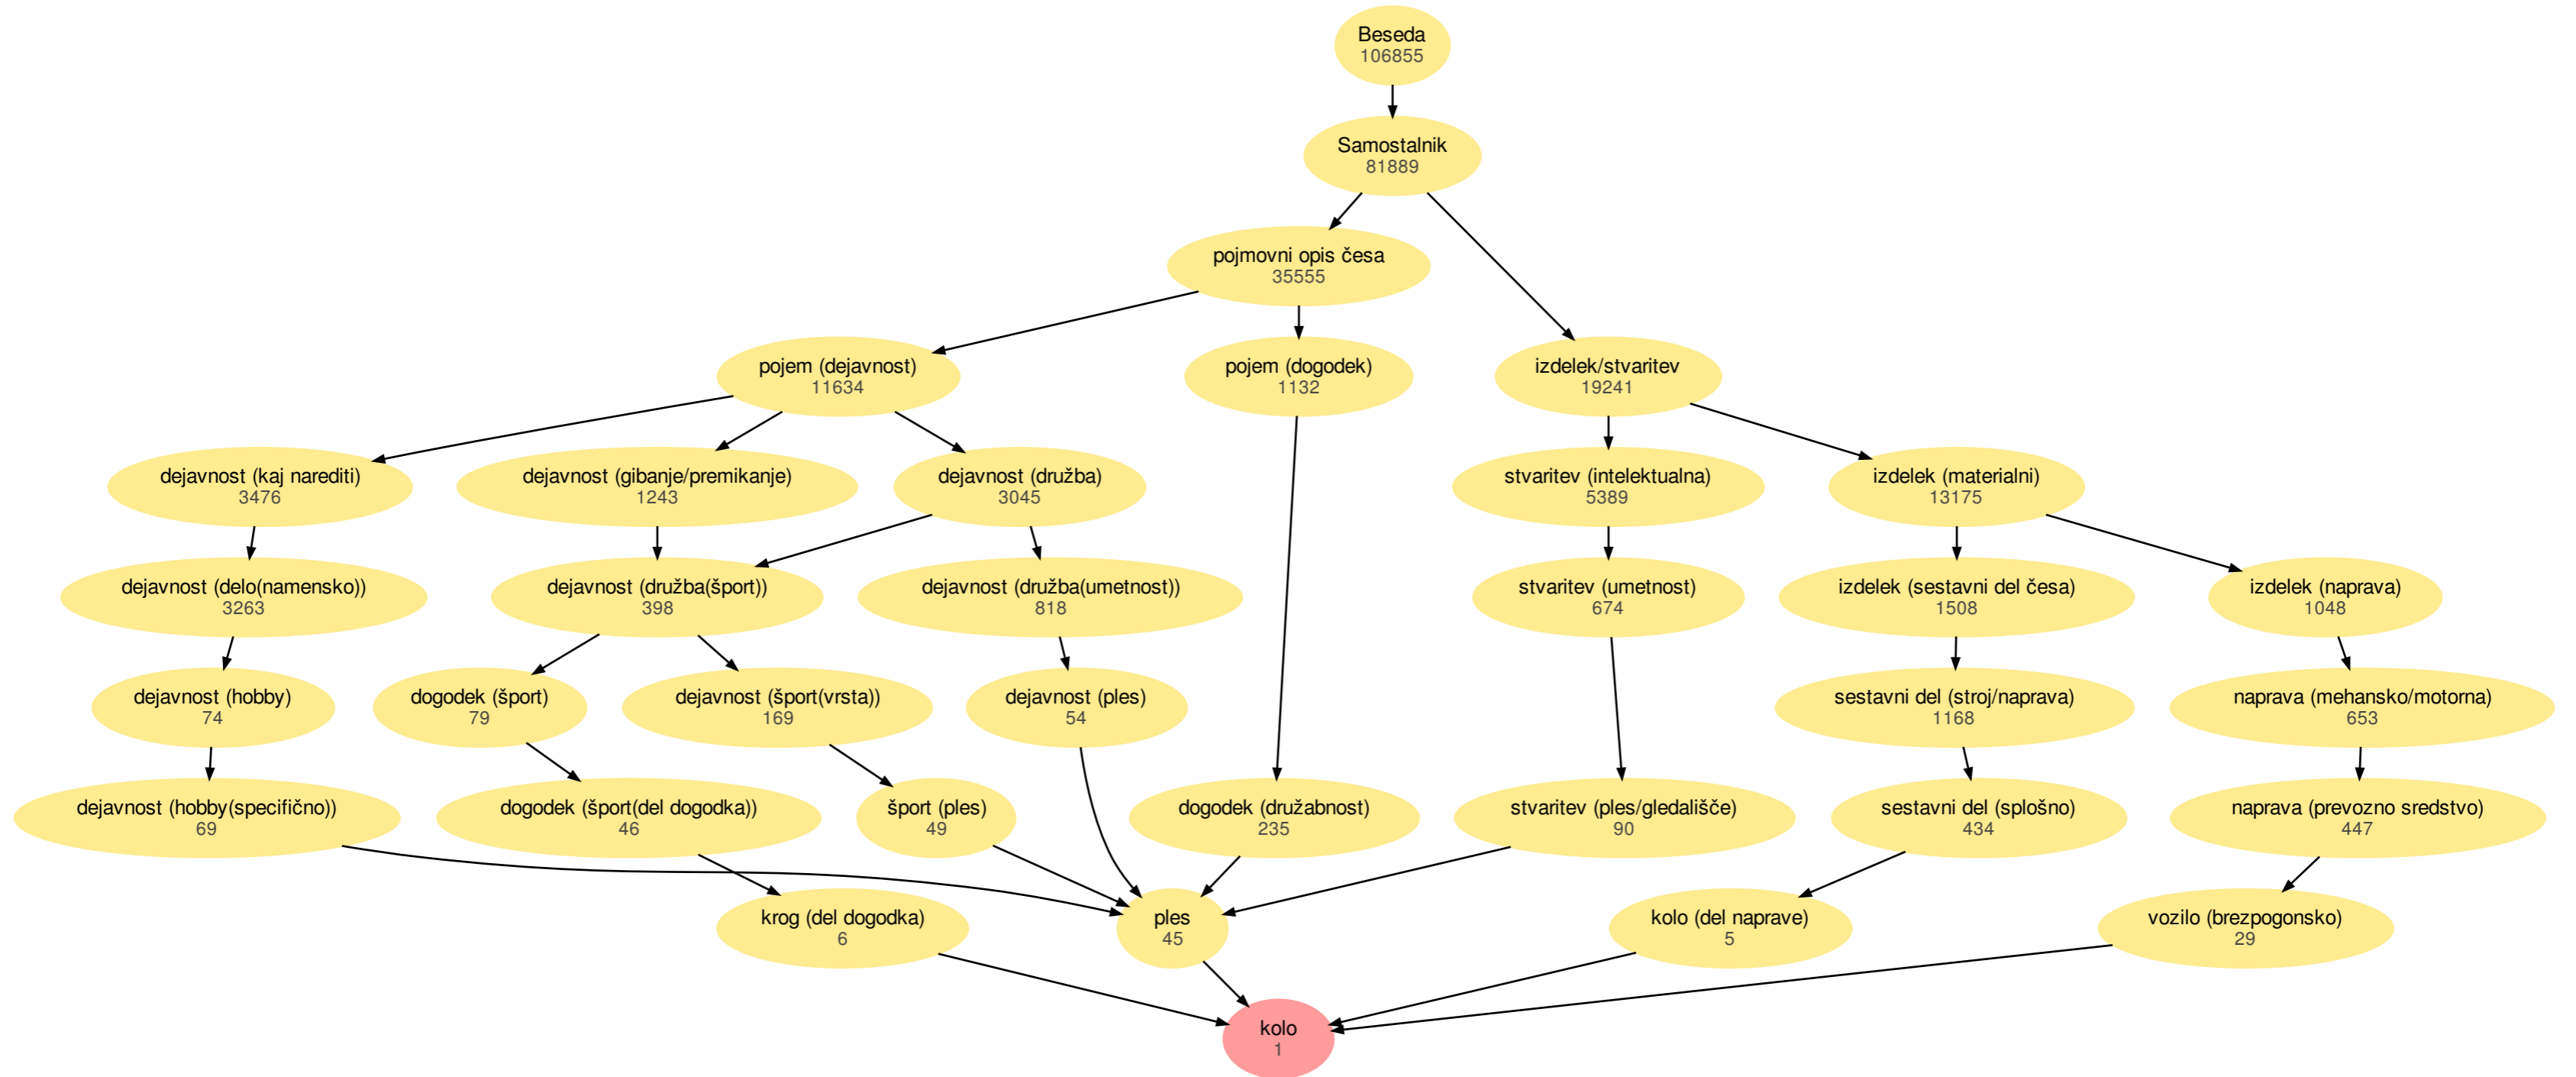 Beseda
106855
Samostalnik
81889
pojmovni opis česa
35555
pojem (dejavnost)
11634
pojem (dogodek)
1132
izdelek/stvaritev
19241
dejavnost (kaj narediti)
3476
dejavnost (gibanje/premikanje)
1243
dejavnost (družba)
3045
stvaritev (intelektualna)
5389
izdelek (materialni)
13175
dejavnost (delo(namensko))
3263
dejavnost (družba(šport))
398
dejavnost (družba(umetnost))
818
stvaritev (umetnost)
674
izdelek (sestavni del česa)
1508
izdelek (naprava)
1048
dejavnost (hobby)
74
dogodek (šport)
79
dejavnost (šport(vrsta))
169
dejavnost (ples)
54
sestavni del (stroj/naprava)
1168
naprava (mehansko/motorna)
653
dejavnost (hobby(specifično))
69
dogodek (šport(del dogodka))
46
šport (ples)
49
dogodek (družabnost)
235
stvaritev (ples/gledališče)
90
sestavni del (splošno)
434
naprava (prevozno sredstvo)
447
krog (del dogodka)
6
ples
45
kolo (del naprave)
5
vozilo (brezpogonsko)
29
kolo
1